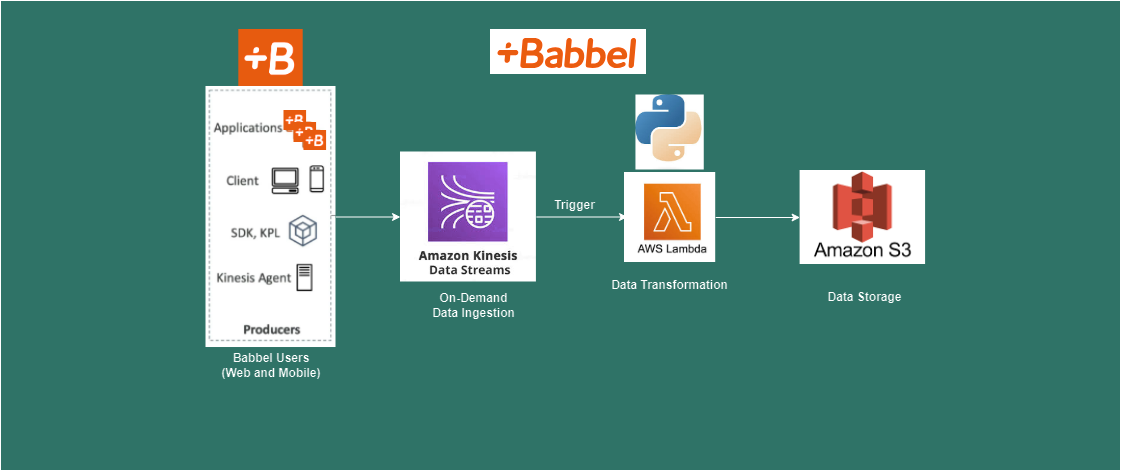 +B
+Babbel
Applications
+B
+B
+B
Client
SDK, KPL
Kinesis Agent
Producers
Babbel Users
(Web and Mobile)
Amazon Kinesis
Data Streams
On-Demand
Data Ingestion
Trigger
AWS Lambda
Data Transformation
Amazon S3
Data Storage